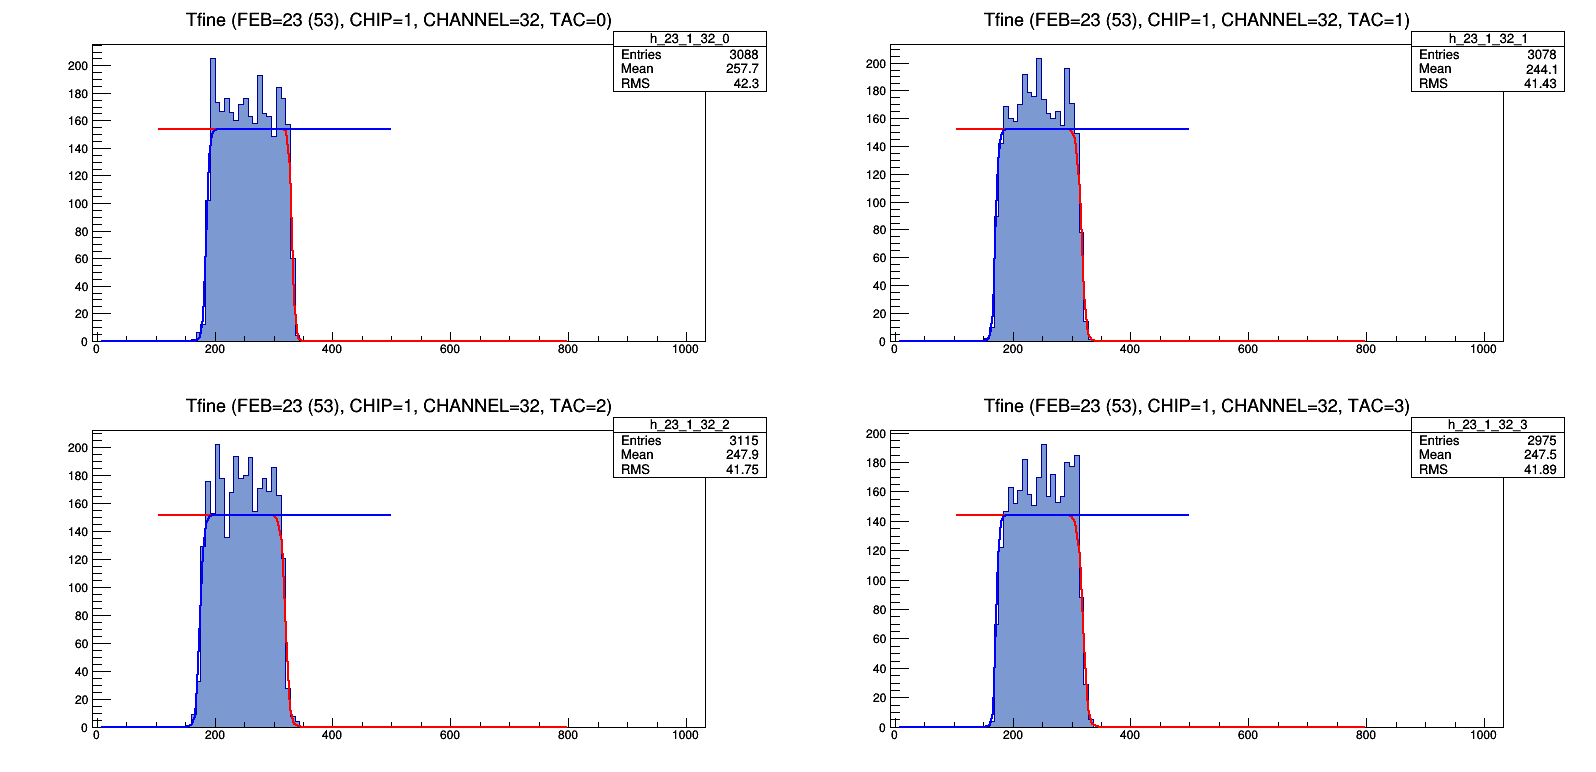 Tfine (FEB=23 (53), CHIP=1, CHANNEL=32, TAC=0)
h_23_1_32_0
Entries 3088
Mean 257.7
RMS 42.3
200
180
160
140
120
100
80
60
40
20
0
0 200 400 600 800 1000
Tfine (FEB=23 (53), CHIP=1, CHANNEL=32, TAC=1)
h_23_1_32_1
Entries 3078
Mean 244.1
RMS 41.43
200
180
160
140
120
100
80
60
40
20
0
0 200 400 600 800 1000
Tfine (FEB=23 (53), CHIP=1, CHANNEL=32, TAC=2)
h_23_1_32_2
Entries 3115
Mean 247.9
RMS 41.75
200
180
160
140
120
100
80
60
40
20
0
0 200 400 600 800 1000
Tfine (FEB=23 (53), CHIP=1, CHANNEL=32, TAC=3)
h_23_1_32_3
Entries 2975
Mean 247.5
RMS 41.89
200
180
160
140
120
100
80
60
40
20
0
0 200 400 600 800 1000